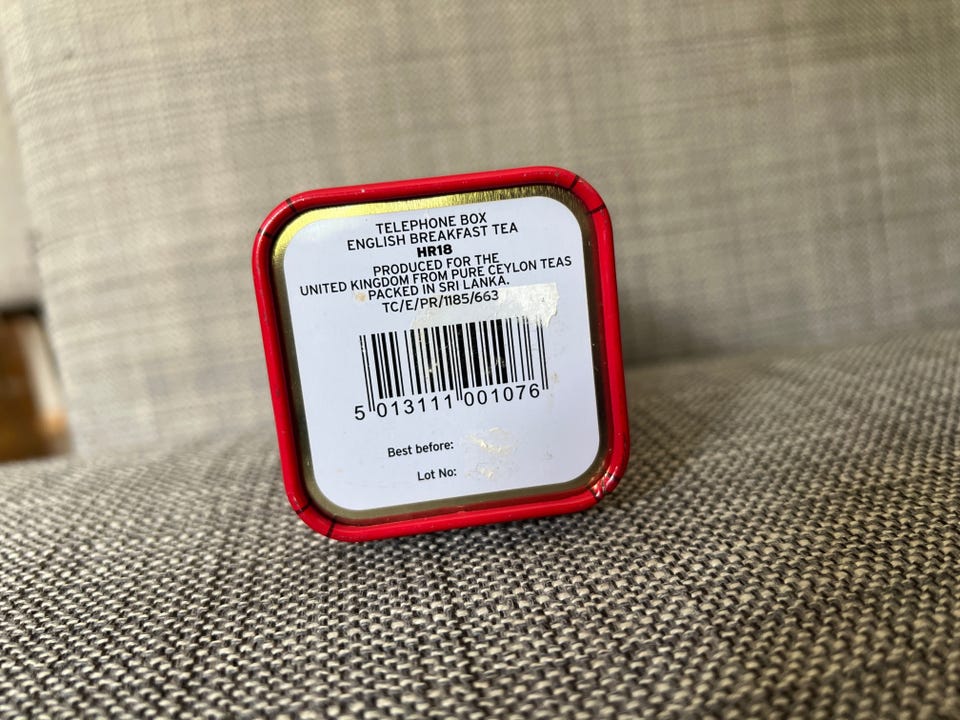 TELEPHONE BOX
ENGLISH BREAKFAST TEA
HR18
PRODUCED FOR THE
UNITED KINGDOM FROM PURE CEYLON TEAS
PACKED IN SRI LANKA.
TC/E/PR/1185/663
5 013111 001076
Best before:
Lot No: